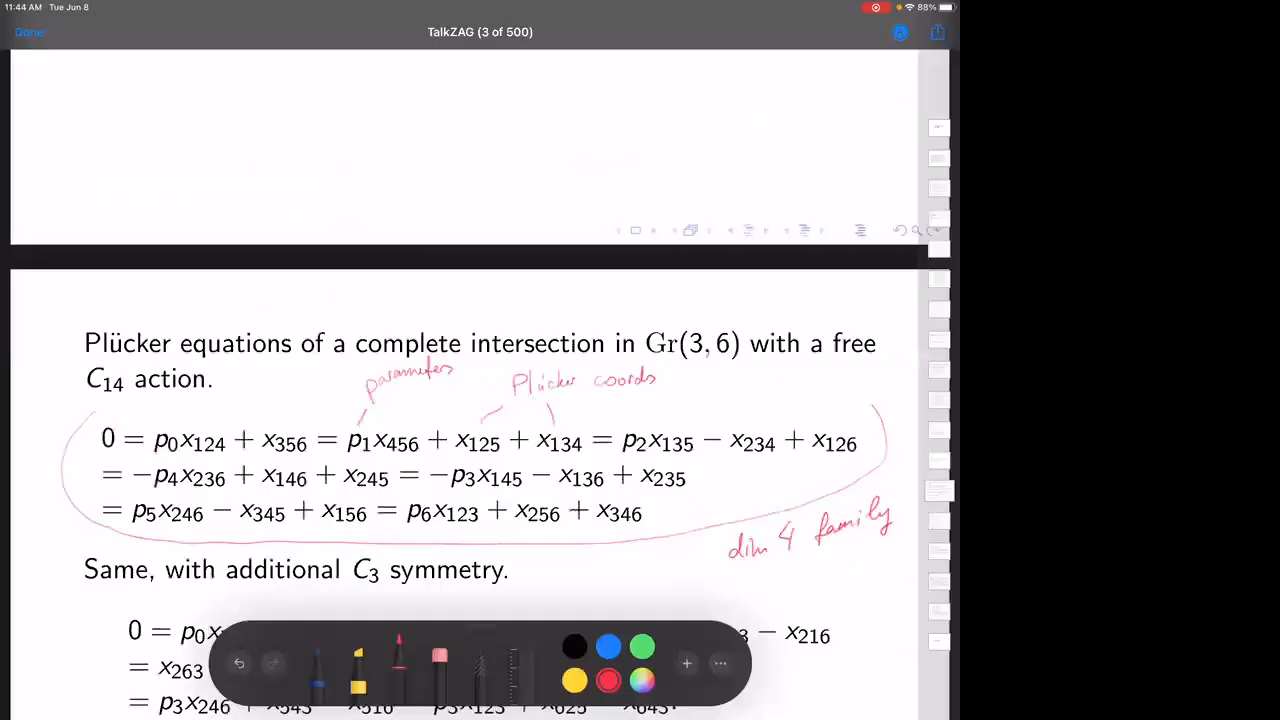 11:44 AM Tue Jun 8
88%
Done
TalkZAG (3 of 500)
Plücker equations of a complete intersection in Gr(3, 6) with a free
C₁₄ action.
parameters
Plücker coords
0 = p₀x₁₂₄ + x₃₅₆ = p₁x₄₅₆ + x₁₂₅ + x₁₃₄ = p₂x₁₃₅ − x₂₃₄ + x₁₂₆
= −p₄x₂₃₆ + x₁₄₆ + x₂₄₅ = −p₃x₁₄₅ − x₁₃₆ + x₂₃₅
= p₅x₂₄₆ − x₃₄₅ + x₁₅₆ = p₆x₁₂₃ + x₂₅₆ + x₃₄₆
dim 4 family
Same, with additional C₃ symmetry.
0 = p₀ − x₂₁₆
= x₂₆₃
= p₃x₂₄₆